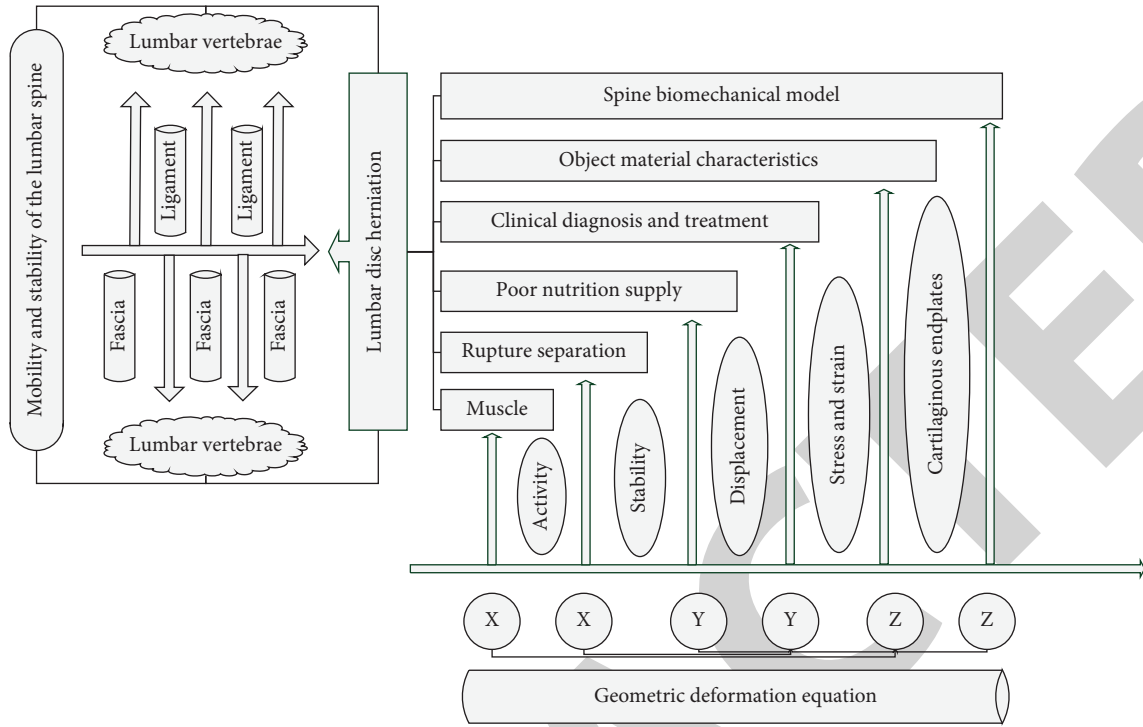 Mobility and stability of the lumbar spine
Lumbar vertebrae
Ligament
Ligament
Fascia
Fascia
Fascia
Lumbar vertebrae
Lumbar disc herniation
Spine biomechanical model
Object material characteristics
Clinical diagnosis and treatment
Poor nutrition supply
Rupture separation
Muscle
Activity
Stability
Displacement
Stress and strain
Cartilaginous endplates
X
X
Y
Y
Z
Z
Geometric deformation equation